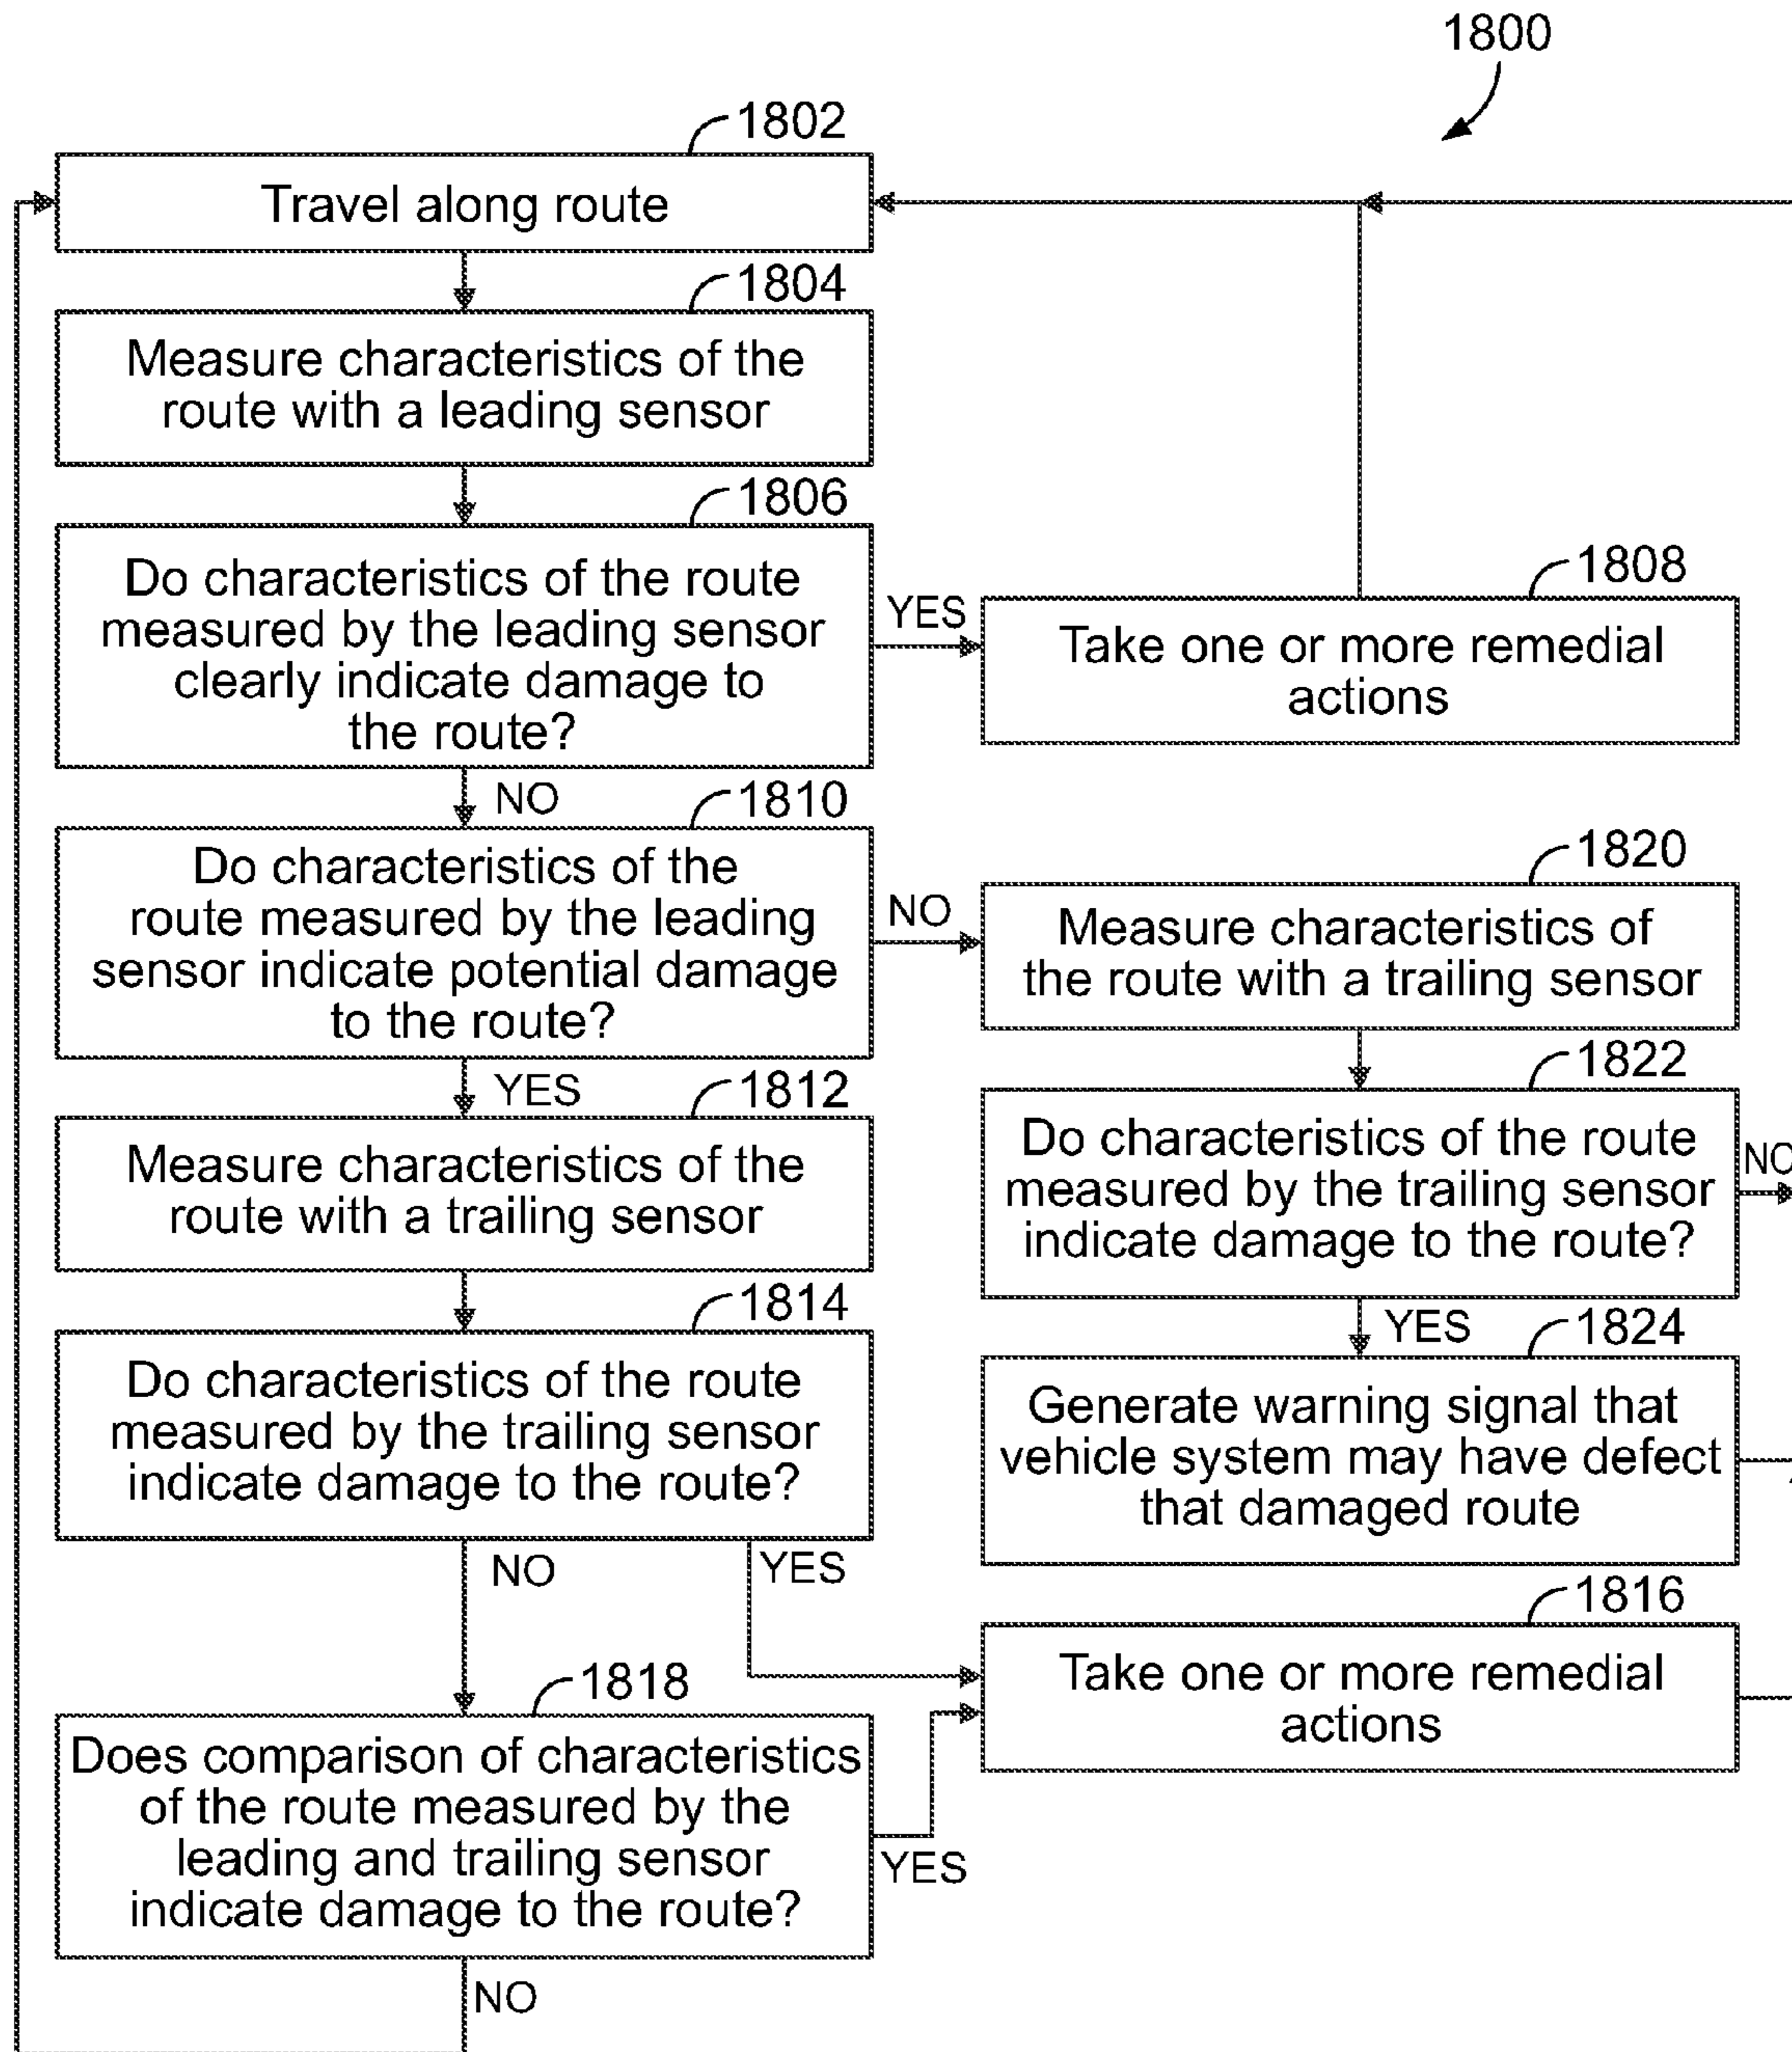 1800
1802
Travel along route
1804
Measure characteristics of the
route with a leading sensor
1806
Do characteristics of the route
measured by the leading sensor
clearly indicate damage to
the route?
YES
1808
Take one or more remedial
actions
NO
1810
Do characteristics of the
route measured by the leading
sensor indicate potential damage
to the route?
NO
1820
Measure characteristics of
the route with a trailing sensor
YES
1812
Measure characteristics of the
route with a trailing sensor
1822
Do characteristics of the route
measured by the trailing sensor
indicate damage to the route?
NO
YES
1814
Do characteristics of the route
measured by the trailing sensor
indicate damage to the route?
1824
Generate warning signal that
vehicle system may have defect
that damaged route
NO
YES
1816
Take one or more remedial
actions
1818
Does comparison of characteristics
of the route measured by the
leading and trailing sensor
indicate damage to the route?
YES
NO